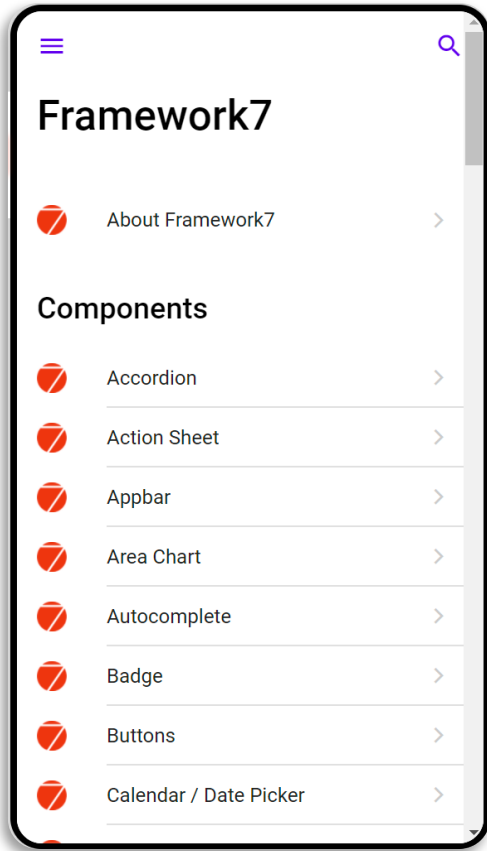 Framework7
About Framework7
Components
Accordion
Action Sheet
Appbar
Area Chart
Autocomplete
Badge
Buttons
Calendar / Date Picker